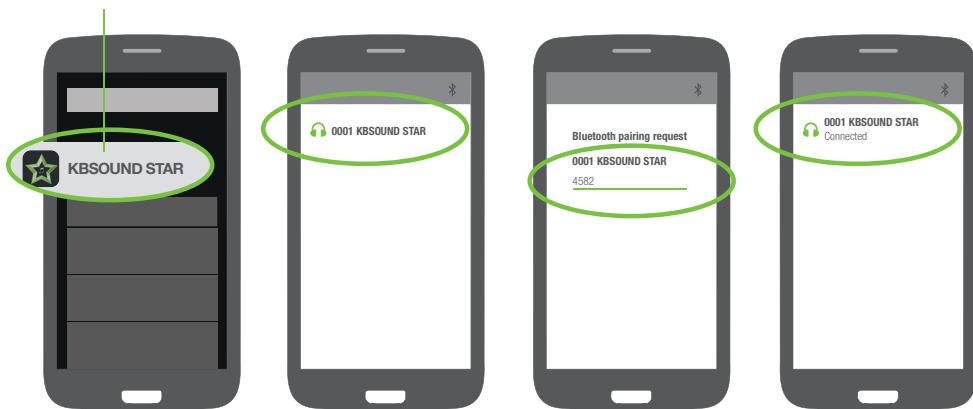 KBSOUND STAR
0001 KBSOUND STAR
Bluetooth pairing request
0001 KBSOUND STAR
4582
0001 KBSOUND STAR
Connected